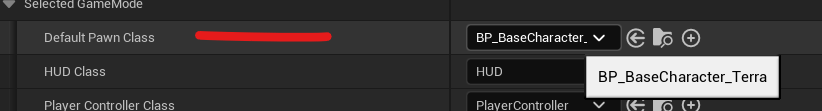 Selected GameMode
Default Pawn Class BP_BaseCharacter_
HUD Class HUD
BP_BaseCharacter_Terra
Player Controller Class PlayerController